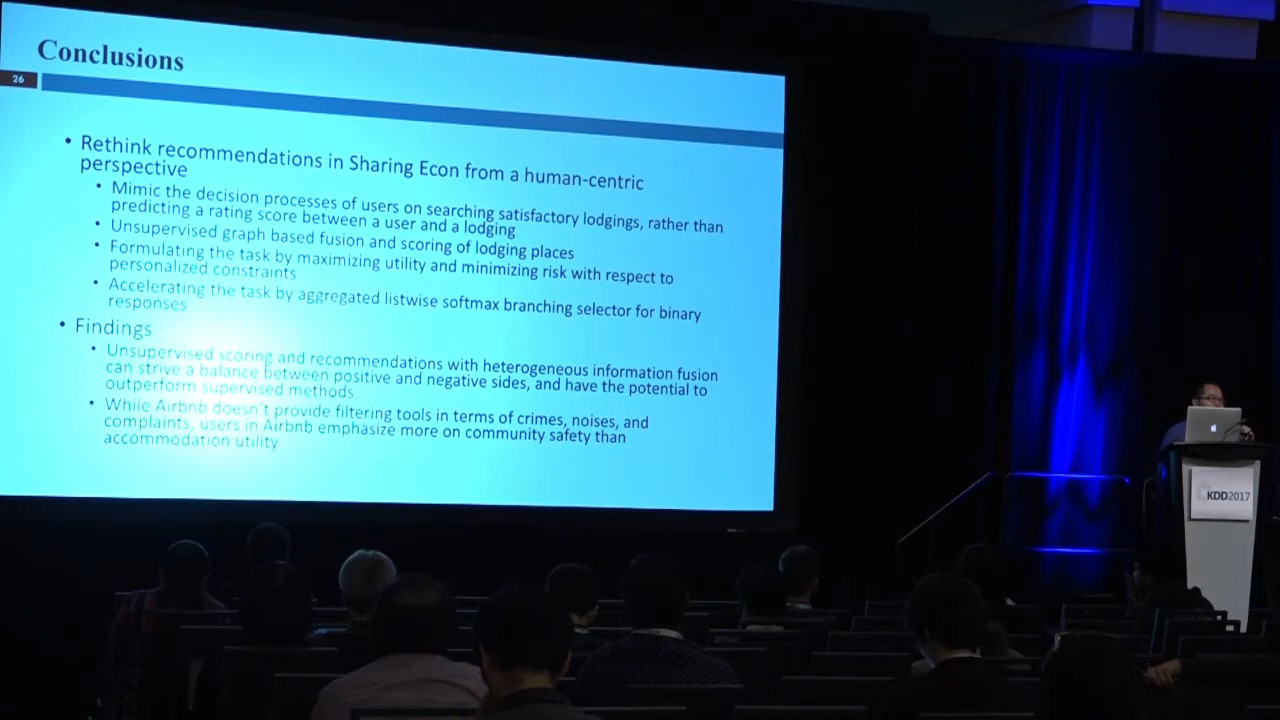 Conclusions
26
• Rethink recommendations in Sharing Econ from a human-centric
perspective
• Mimic the decision processes of users on searching satisfactory lodgings, rather than
predicting a rating score between a user and a lodging
• Unsupervised graph based fusion and scoring of lodging places
• Formulating the task by maximizing utility and minimizing risk with respect to
personalized constraints
• Accelerating the task by aggregated listwise softmax branching selector for binary
responses
• Findings
• Unsupervised scoring and recommendations with heterogeneous information fusion
can strive a balance between positive and negative sides, and have the potential to
outperform supervised methods
• While Airbnb doesn't provide filtering tools in terms of crimes, noises, and
complaints, users in Airbnb emphasize more on community safety than
accommodation utility
KDD2017